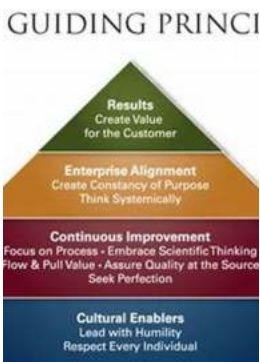 GUIDING PRINCI
Results
Create Value
for the Customer
Enterprise Alignment
Create Constancy of Purpose
Think Systemically
Continuous Improvement
Focus on Process • Embrace Scientific Thinking
Flow & Pull Value • Assure Quality at the Source
Seek Perfection
Cultural Enablers
Lead with Humility
Respect Every Individual